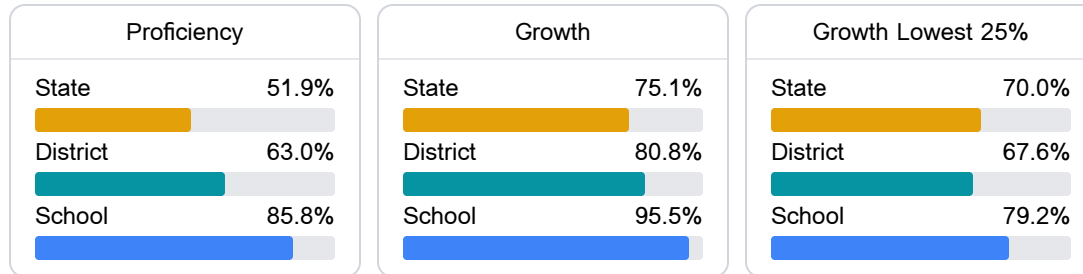 Proficiency
State 51.9%
District 63.0%
School 85.8%
Growth
State 75.1%
District 80.8%
School 95.5%
Growth Lowest 25%
State 70.0%
District 67.6%
School 79.2%